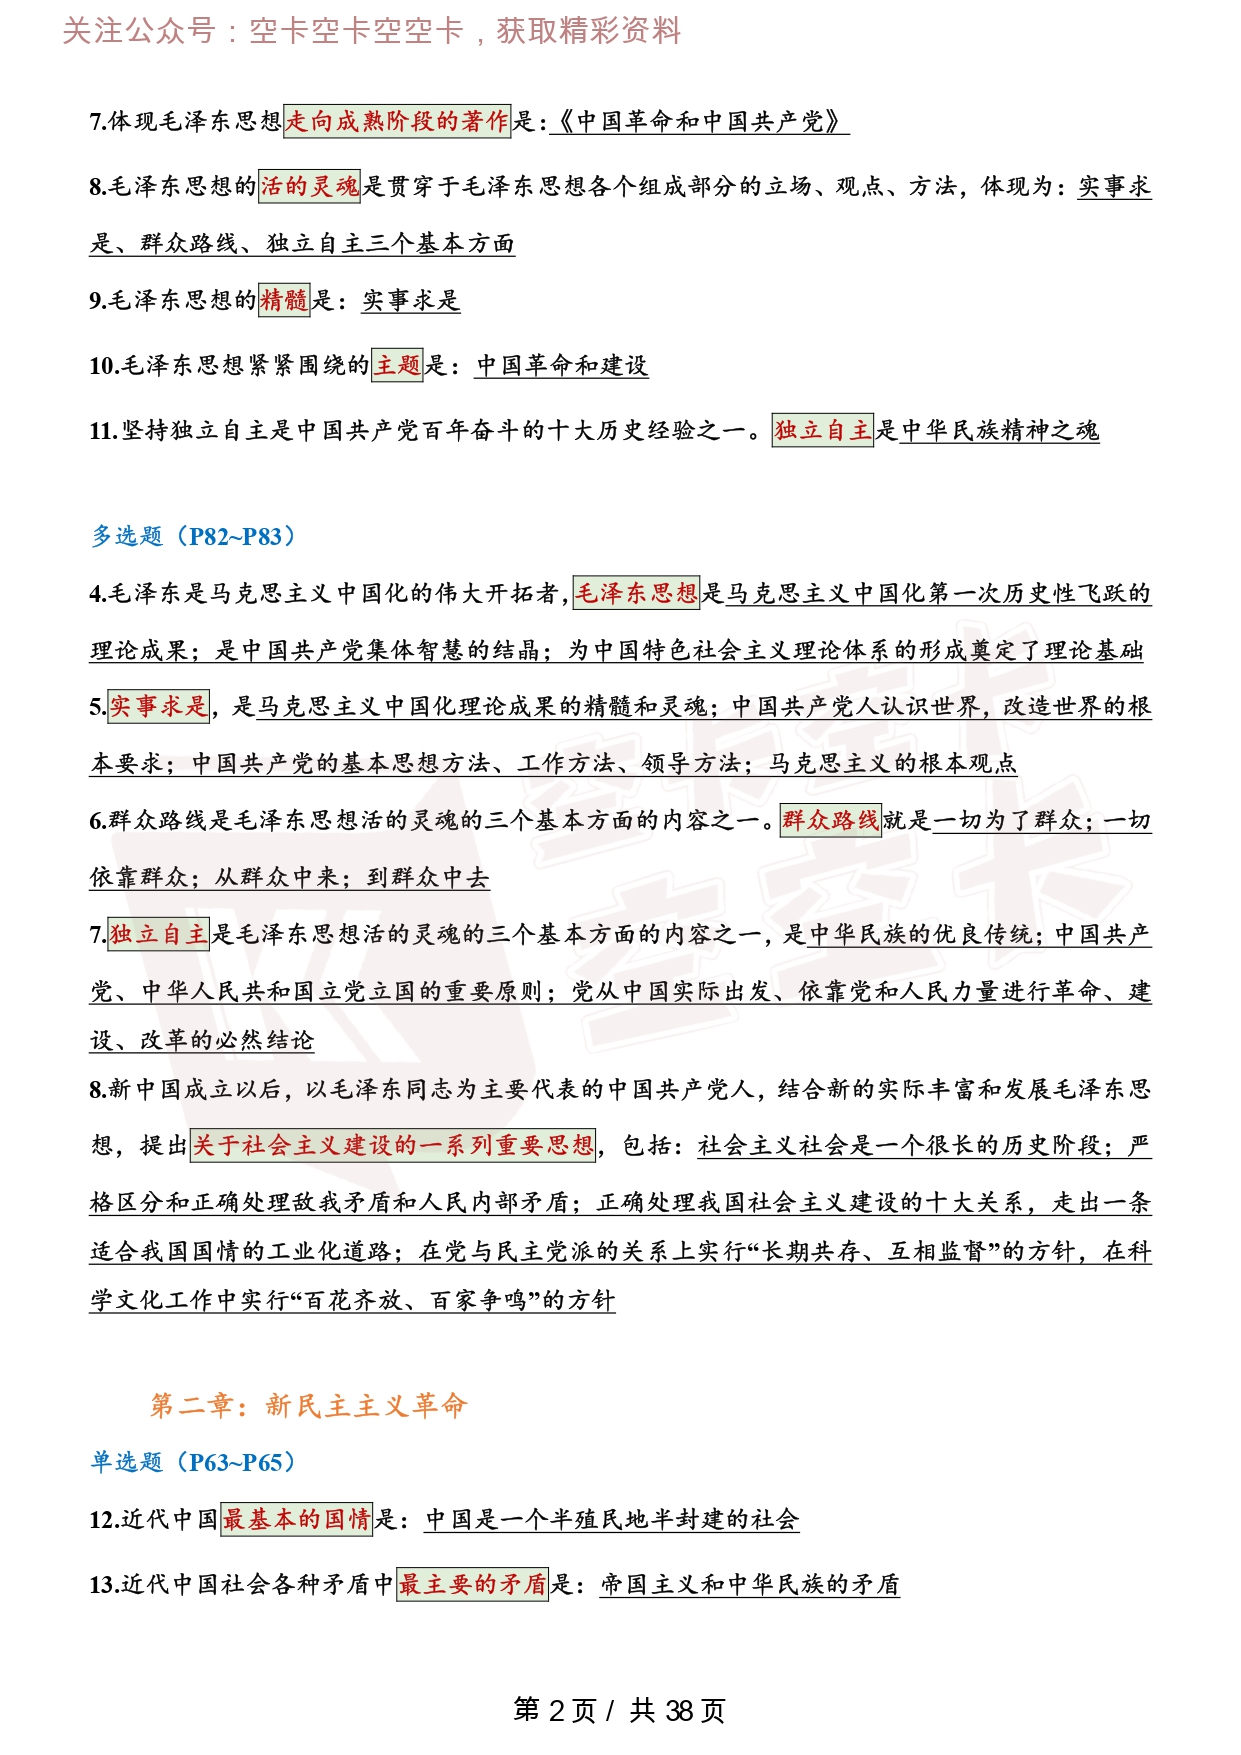 关注公众号：空卡空卡空空卡，获取精彩资料
7.体现毛泽东思想走向成熟阶段的著作是：《中国革命和中国共产党》
8.毛泽东思想的活的灵魂是贯穿于毛泽东思想各个组成部分的立场、观点、方法，体现为：实事求
是、群众路线、独立自主三个基本方面
9.毛泽东思想的精髓是：实事求是
10.毛泽东思想紧紧围绕的主题是：中国革命和建设
11.坚持独立自主是中国共产党百年奋斗的十大历史经验之一。独立自主是中华民族精神之魂
多选题（P82~P83）
4.毛泽东是马克思主义中国化的伟大开拓者，毛泽东思想是马克思主义中国化第一次历史性飞跃的
理论成果；是中国共产党集体智慧的结晶；为中国特色社会主义理论体系的形成奠定了理论基础
5.实事求是，是马克思主义中国化理论成果的精髓和灵魂；中国共产党人认识世界，改造世界的根
本要求；中国共产党的基本思想方法、工作方法、领导方法；马克思主义的根本观点
6.群众路线是毛泽东思想活的灵魂的三个基本方面的内容之一。群众路线就是一切为了群众；一切
依靠群众；从群众中来；到群众中去
7.独立自主是毛泽东思想活的灵魂的三个基本方面的内容之一，是中华民族的优良传统；中国共产
党、中华人民共和国立党立国的重要原则；党从中国实际出发、依靠党和人民力量进行革命、建
设、改革的必然结论
8.新中国成立以后，以毛泽东同志为主要代表的中国共产党人，结合新的实际丰富和发展毛泽东思
想，提出关于社会主义建设的一系列重要思想，包括：社会主义社会是一个很长的历史阶段；严
格区分和正确处理敌我矛盾和人民内部矛盾；正确处理我国社会主义建设的十大关系，走出一条
适合我国国情的工业化道路；在党与民主党派的关系上实行“长期共存、互相监督”的方针，在科
学文化工作中实行“百花齐放、百家争鸣”的方针
第二章：新民主主义革命
单选题（P63~P65）
12.近代中国最基本的国情是：中国是一个半殖民地半封建的社会
13.近代中国社会各种矛盾中最主要的矛盾是：帝国主义和中华民族的矛盾
第 2 页 / 共 38 页
空卡空卡
空空卡